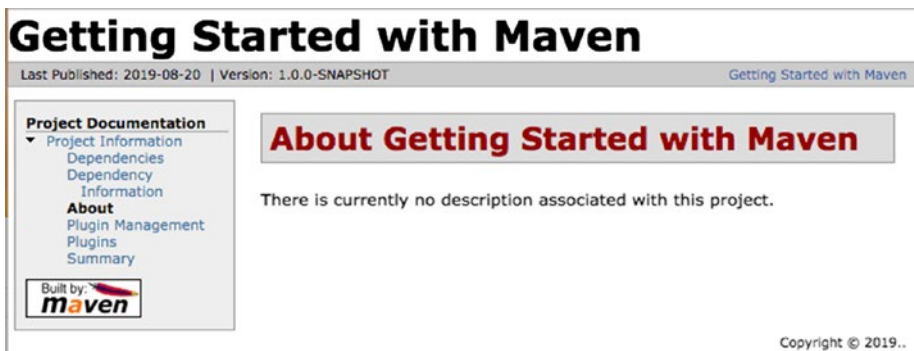 Getting Started with Maven
Last Published: 2019-08-20 | Version: 1.0.0-SNAPSHOT
Getting Started with Maven
Project Documentation
Project Information
Dependencies
Dependency
Information
About
Plugin Management
Plugins
Summary
Built by:
maven
About Getting Started with Maven
There is currently no description associated with this project.
Copyright © 2019..